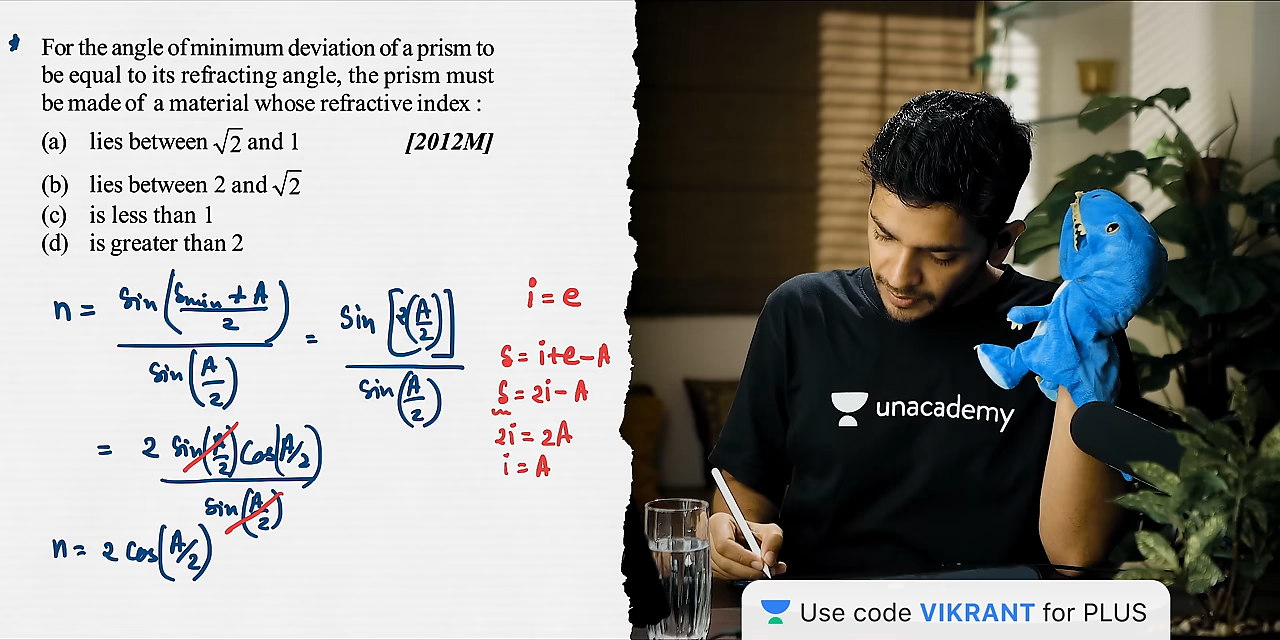 * For the angle of minimum deviation of a prism to
be equal to its refracting angle, the prism must
be made of a material whose refractive index :
(a) lies between √2 and 1 [2012M]
(b) lies between 2 and √2
(c) is less than 1
(d) is greater than 2
n = sin((δmin + A)/2) / sin(A/2) = sin[2(A/2)] / sin(A/2)
= 2 sin(A/2) cos(A/2) / sin(A/2)
n = 2 cos(A/2)
i = e
δ = i+e-A
δm = 2i-A
2i = 2A
i = A
unacademy
Use code VIKRANT for PLUS